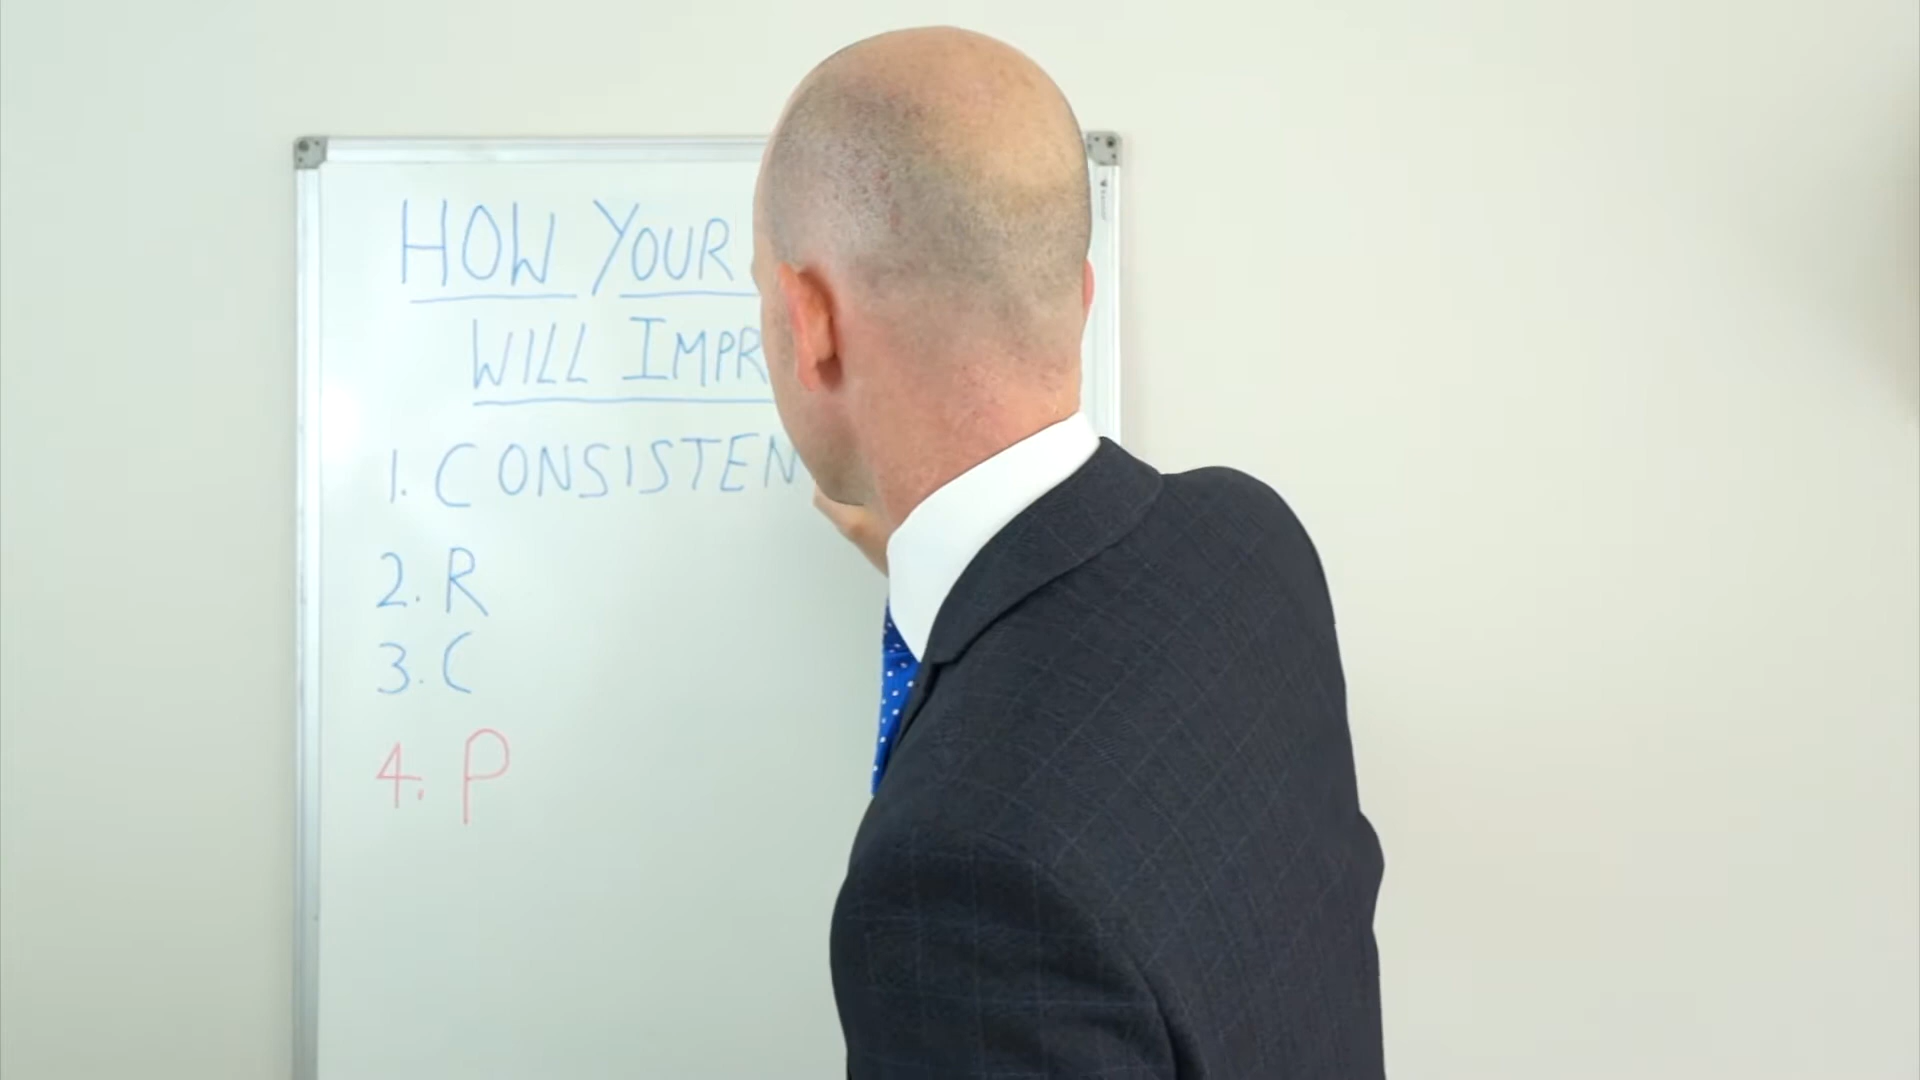 HOW YOUR
WILL IMPR
1. CONSISTEN
2. R
3. C
4. P